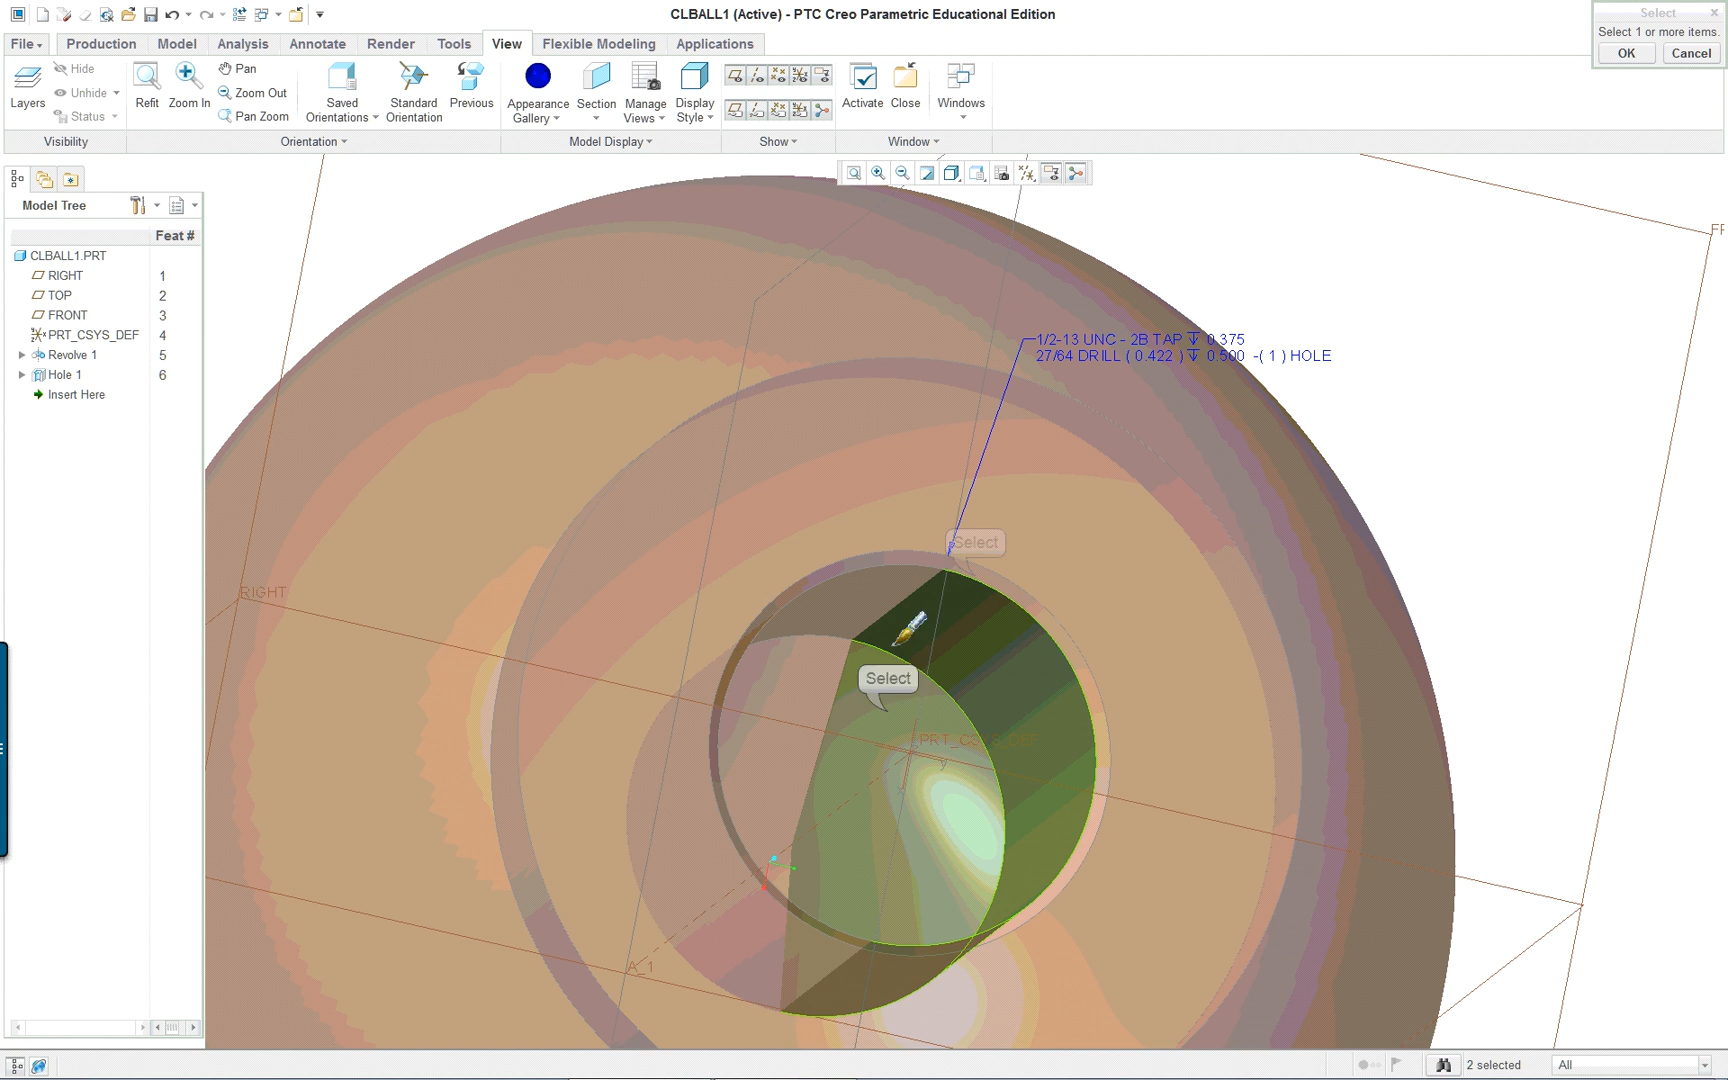 CLBALL1 (Active) - PTC Creo Parametric Educational Edition
Select
Select 1 or more items.
OK Cancel
File Production Model Analysis Annotate Render Tools View Flexible Modeling Applications
Layers
Hide
Unhide
Status
Refit
Zoom In
Pan
Zoom Out
Pan Zoom
Saved Orientations
Standard Orientation
Previous
Appearance Gallery
Section
Manage Views
Display Style
Activate
Close
Windows
Visibility Orientation Model Display Show Window
Model Tree
Feat #
CLBALL1.PRT
RIGHT 1
TOP 2
FRONT 3
PRT_CSYS_DEF 4
Revolve 1 5
Hole 1 6
Insert Here
1/2-13 UNC - 2B TAP ↧ 0.375
27/64 DRILL ( 0.422 ) ↧ 0.500 -( 1 ) HOLE
Select
RIGHT
Select
A_1
2 selected
All